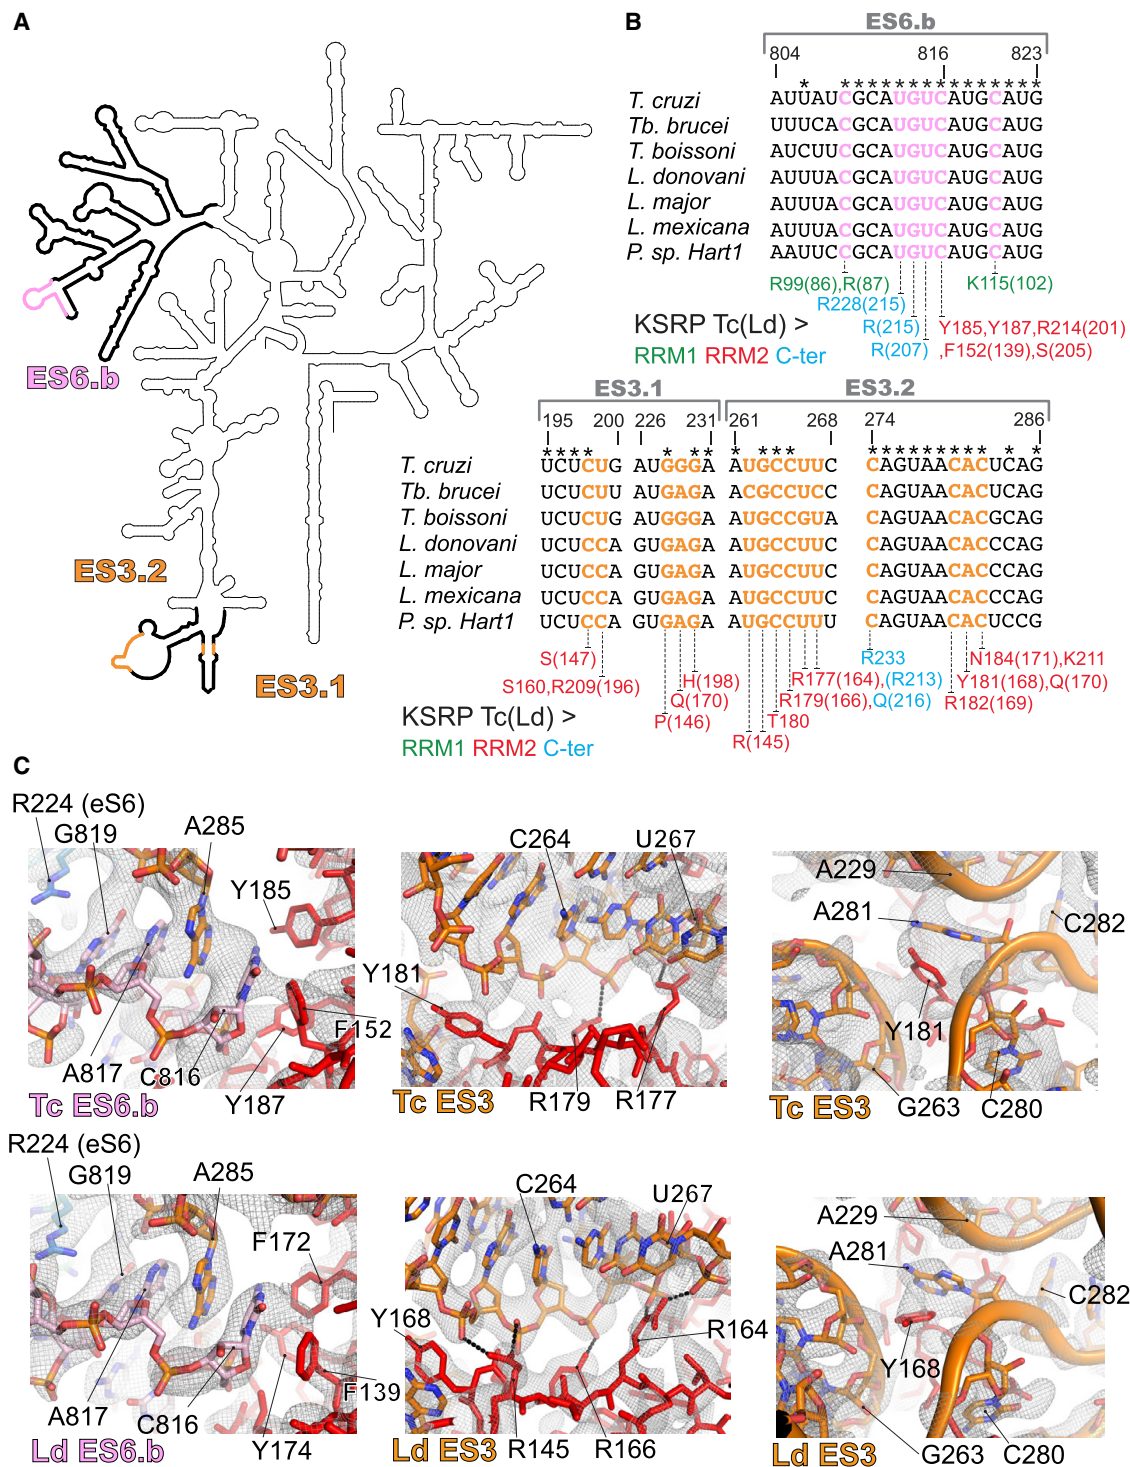 A
ES6.b
ES3.2
ES3.1
B
ES6.b
804 816 823
* * * * * * * * * * * * * * * *
T. cruzi AUUAUCGCAUGUCAUGCAUG
Tb. brucei UUUCACGCAUGUCAUGCAUG
T. boissoni AUCUUCGCAUGUCAUGCAUG
L. donovani AUUUACGCAUGUCAUGCAUG
L. major AUUUACGCAUGUCAUGCAUG
L. mexicana AUUUACGCAUGUCAUGCAUG
P. sp. Hart1 AAUUCCGCAUGUCAUGCAUG
R99(86),R(87) K115(102)
R228(215)
KSRP Tc(Ld) > R(215) Y185,Y187,R214(201)
RRM1 RRM2 C-ter R(207) ,F152(139),S(205)
ES3.1 ES3.2
195 200 226 231 261 268 274 286
* * * * * * * * * * * * * * * * * * * * * *
T. cruzi UCUCUG AUGGGA AUGCCUUC CAGUAACACUCAG
Tb. brucei UCUCUU AUGAGA ACGCCUCC CAGUAACACUCAG
T. boissoni UCUCUG AUGGGA AUGCCGUA CAGUAACACGCAG
L. donovani UCUCCA GUGAGA AUGCCUUC CAGUAACACCCAG
L. major UCUCCA GUGAGA AUGCCUUC CAGUAACACCCAG
L. mexicana UCUCCA GUGAGA AUGCCUUC CAGUAACACCCAG
P. sp. Hart1 UCUCCA GUGAGA AUGCCUUU CAGUAACACUCCG
S(147) R233 N184(171),K211
S160,R209(196) H(198) R177(164),(R213) Y181(168),Q(170)
Q(170) R179(166),Q(216) R182(169)
KSRP Tc(Ld) > P(146) T180
RRM1 RRM2 C-ter R(145)
C
R224 (eS6)
G819 A285
Y185
F152
A817 C816
Y187
Tc ES6.b
C264 U267
Y181
R179 R177
Tc ES3
A229
A281
C282
Y181
G263 C280
Tc ES3
R224 (eS6)
G819 A285
F172
F139
A817 C816
Y174
Ld ES6.b
C264 U267
Y168
R164
R145 R166
Ld ES3
A229
A281
C282
Y168
G263 C280
Ld ES3